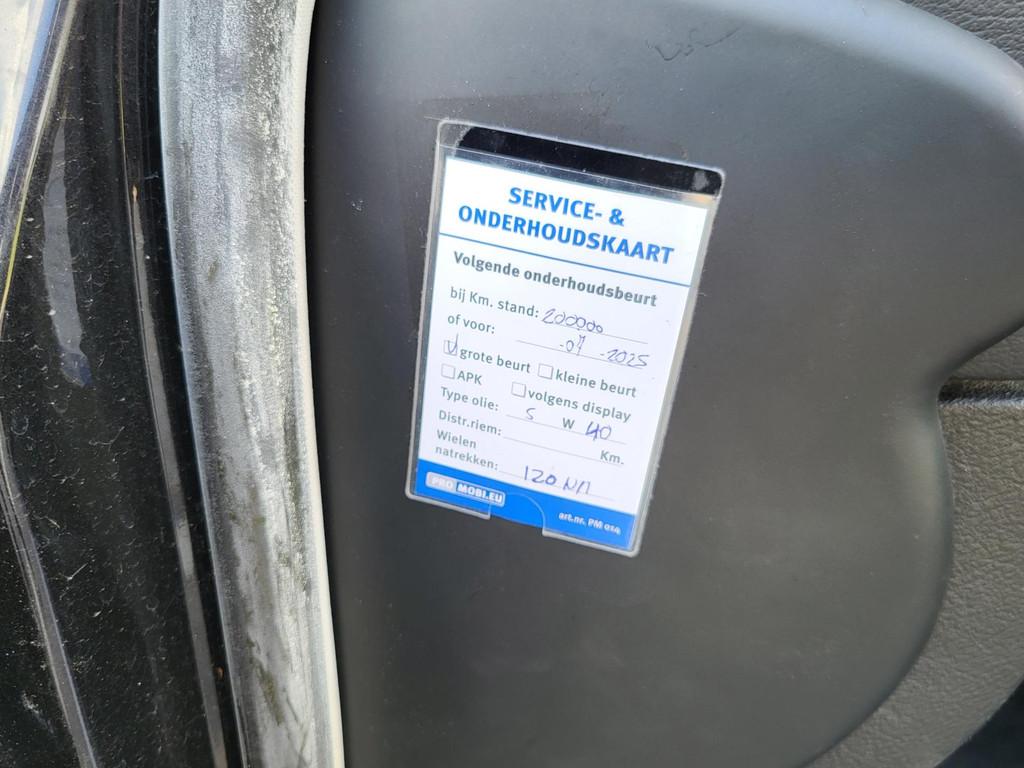 SERVICE- &
ONDERHOUDSKAART
Volgende onderhoudsbeurt
bij Km. stand: 200000
of voor: -07 -2025
grote beurt kleine beurt
APK volgens display
Type olie: 5 W 40
Distr.riem: Km.
Wielen
natrekken: 120 NM
PRO MOBI.EU art.nr. PM 014